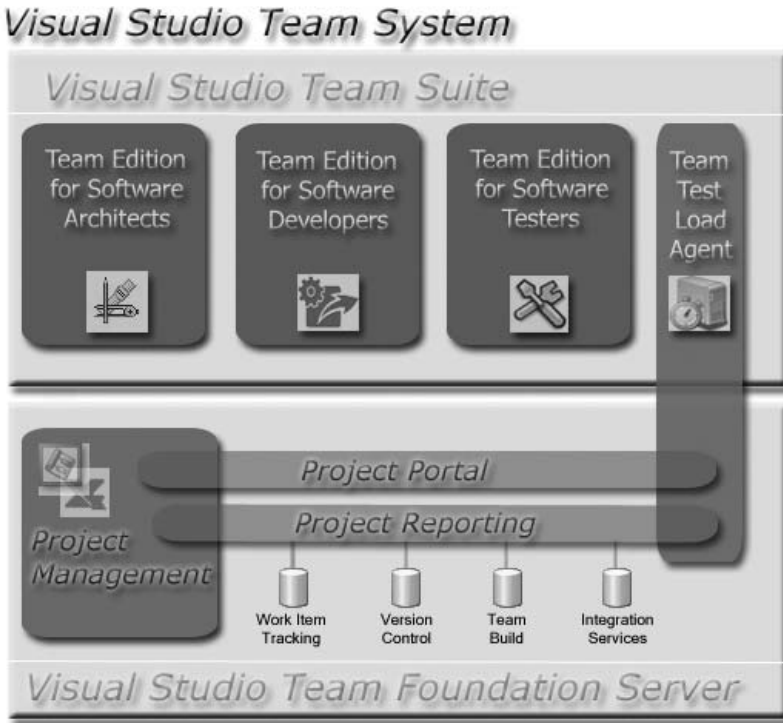 Visual Studio Team System
Visual Studio Team Suite
Team Edition
for Software
Architects
Team Edition
for Software
Developers
Team Edition
for Software
Testers
Team
Test
Load
Agent
Project Portal
Project Reporting
Project
Management
Work Item
Tracking
Version
Control
Team
Build
Integration
Services
Visual Studio Team Foundation Server